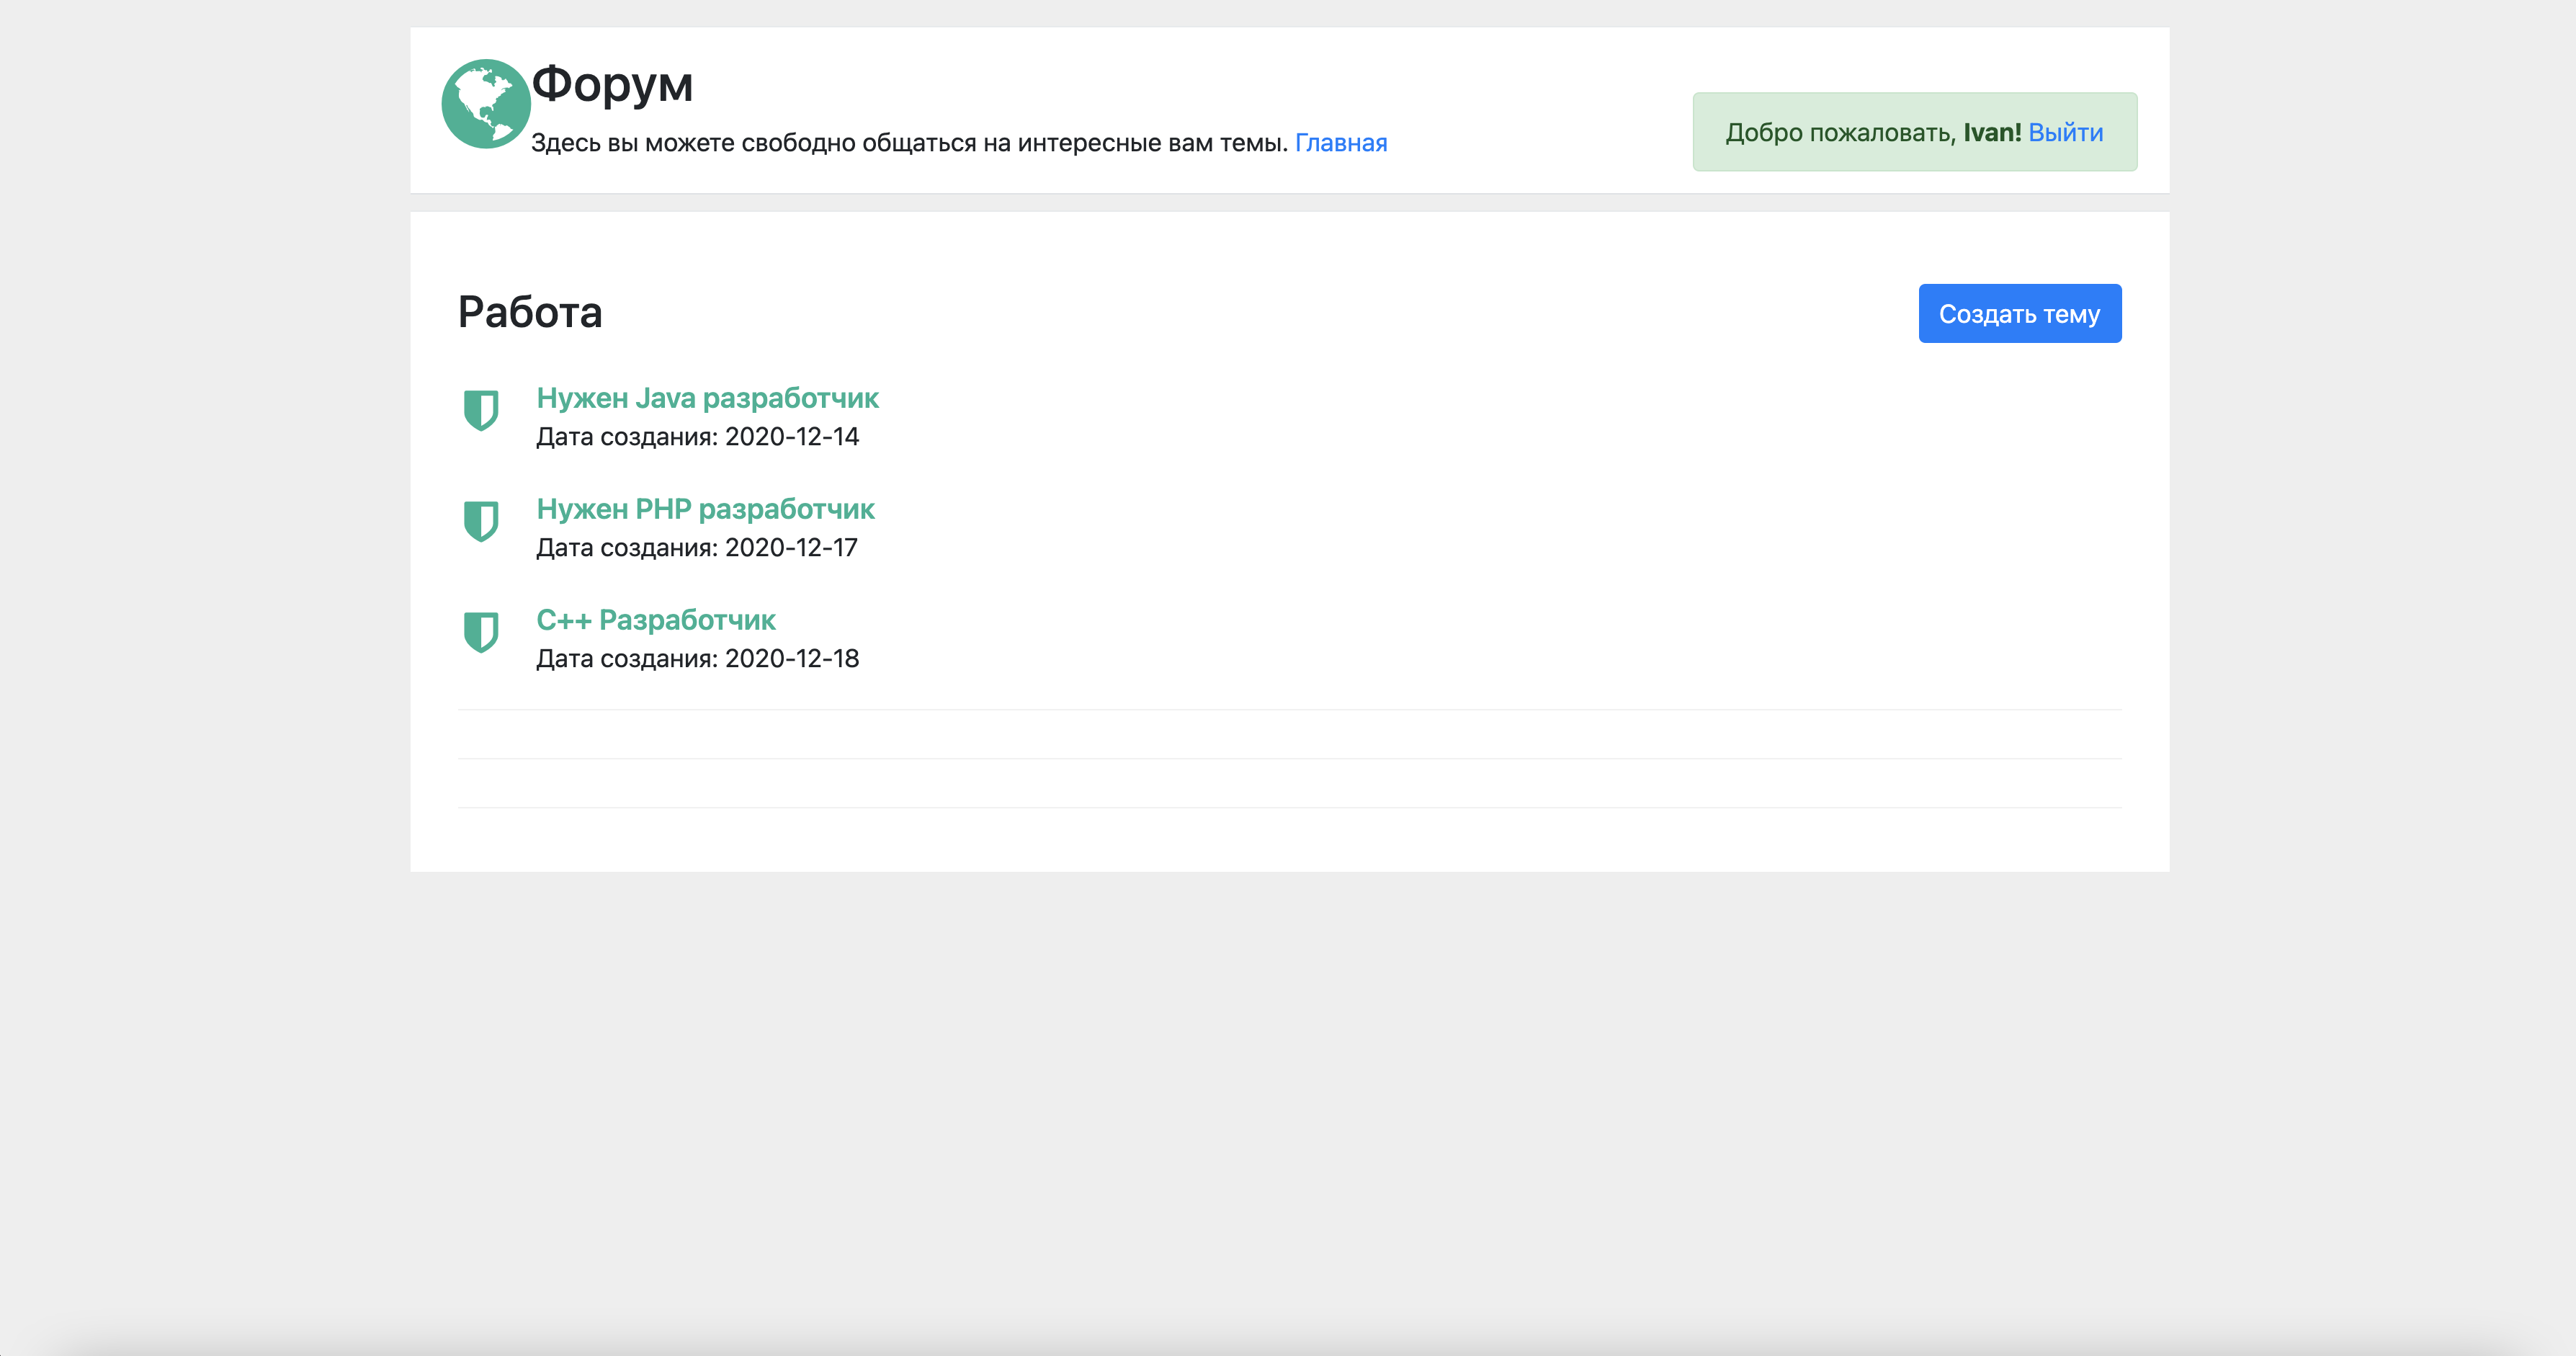 Форум
Здесь вы можете свободно общаться на интересные вам темы. Главная
Добро пожаловать, Ivan! Выйти
Работа
Создать тему
Нужен Java разработчик
Дата создания: 2020-12-14
Нужен PHP разработчик
Дата создания: 2020-12-17
C++ Разработчик
Дата создания: 2020-12-18